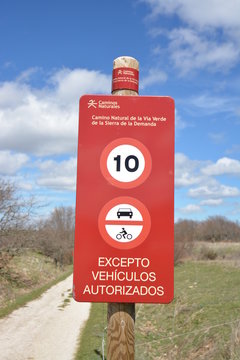 Caminos
Naturales
Camino Natural de la Vía Verde
de la Sierra de la Demanda
10
EXCEPTO
VEHÍCULOS
AUTORIZADOS